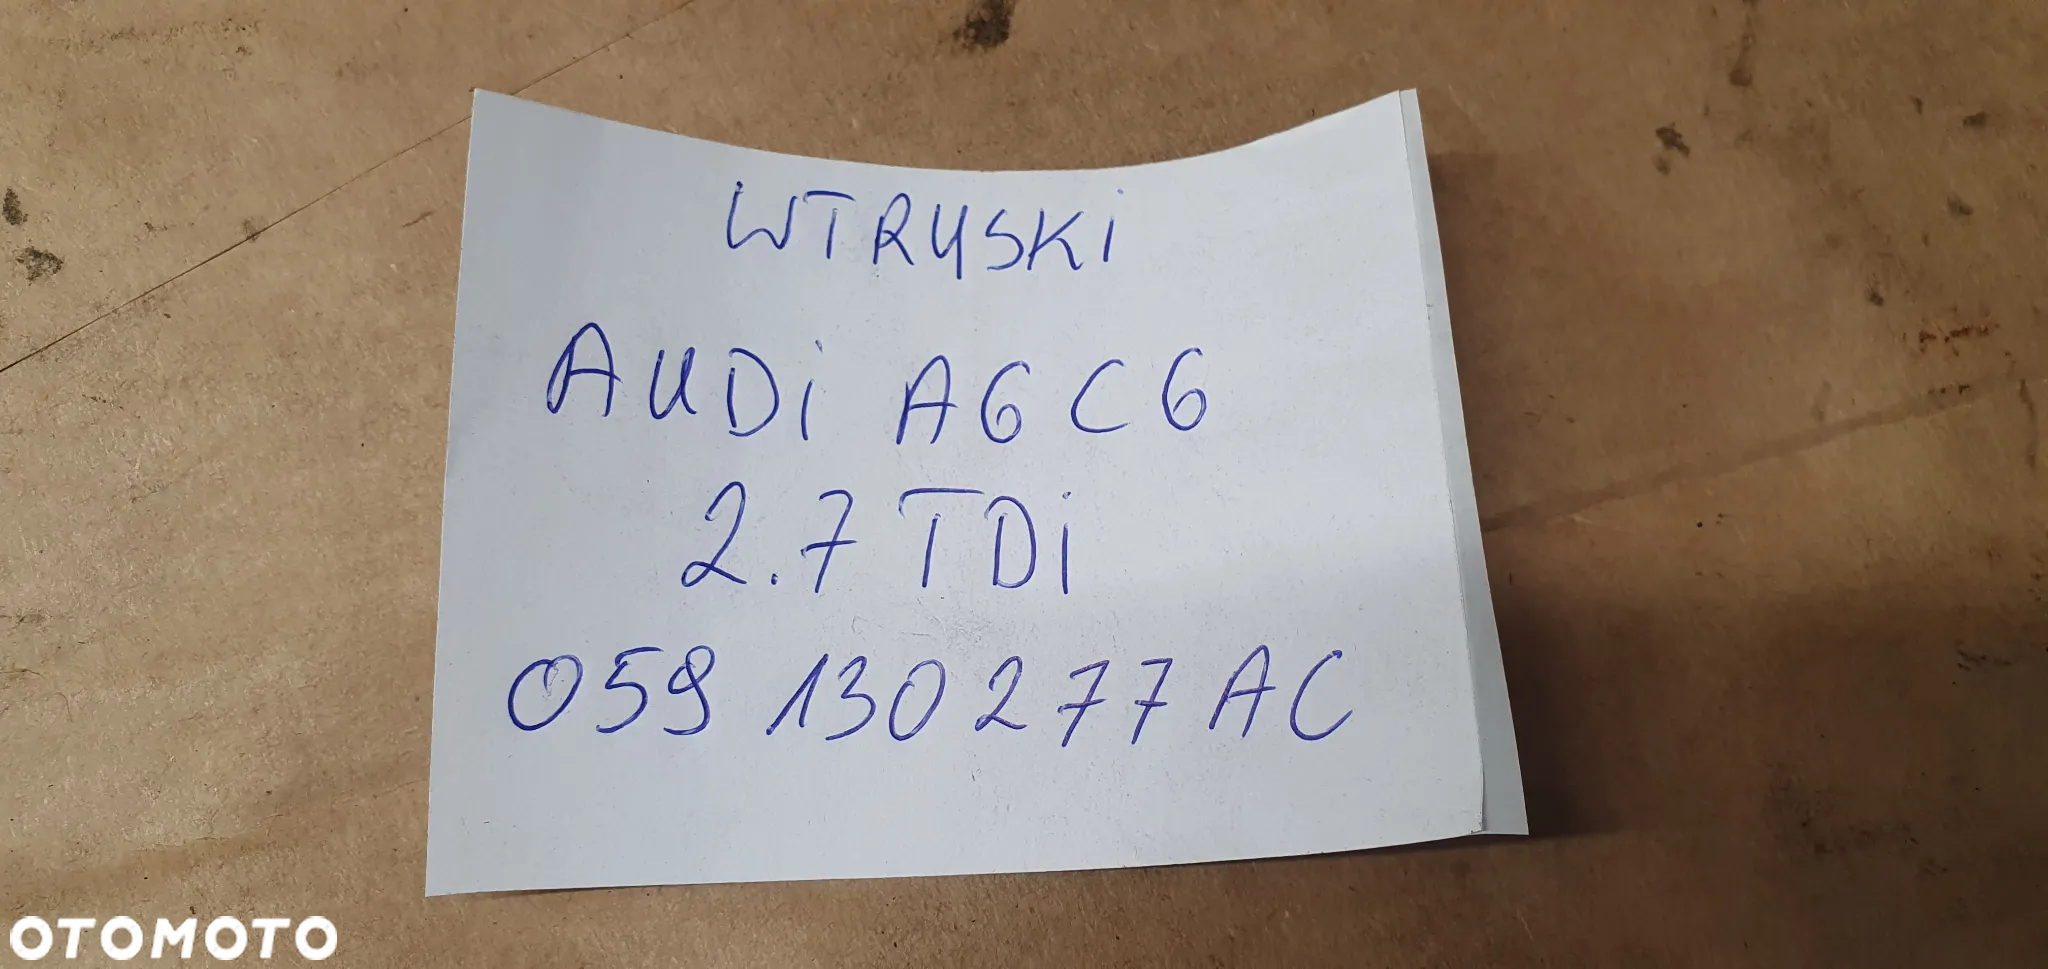 WTRYSKI
AUDi A6 C6
2.7 TDi
059 130 277 AC
OTOMOTO